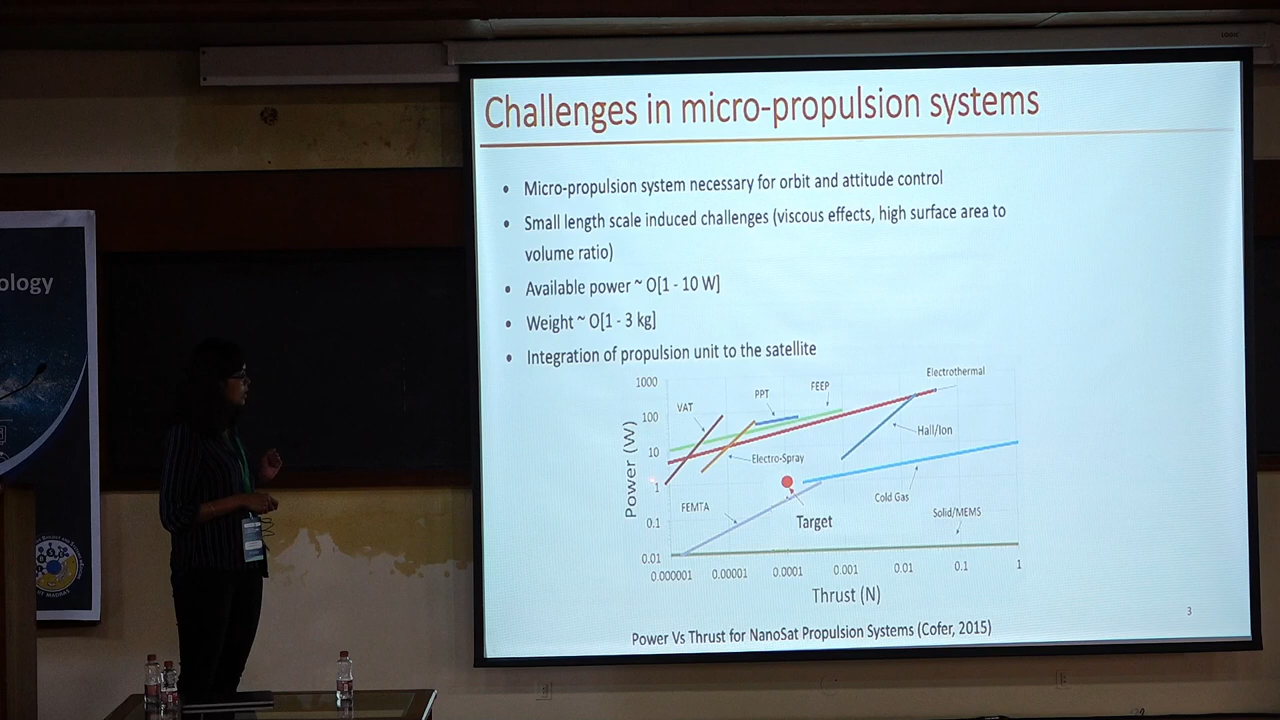 LOGIC
Challenges in micro-propulsion systems
• Micro-propulsion system necessary for orbit and attitude control
• Small length scale induced challenges (viscous effects, high surface area to
volume ratio)
• Available power ~ O[1 - 10 W]
• Weight ~ O[1 - 3 kg]
• Integration of propulsion unit to the satellite
Power (W)
1000
100
10
1
0.1
0.01
VAT
PPT
FEEP
Electrothermal
Hall/Ion
Electro-Spray
Cold Gas
FEMTA
Target
Solid/MEMS
0.000001 0.00001 0.0001 0.001 0.01 0.1 1
Thrust (N)
Power Vs Thrust for NanoSat Propulsion Systems (Cofer, 2015)
3
ology
IIT MADRAS